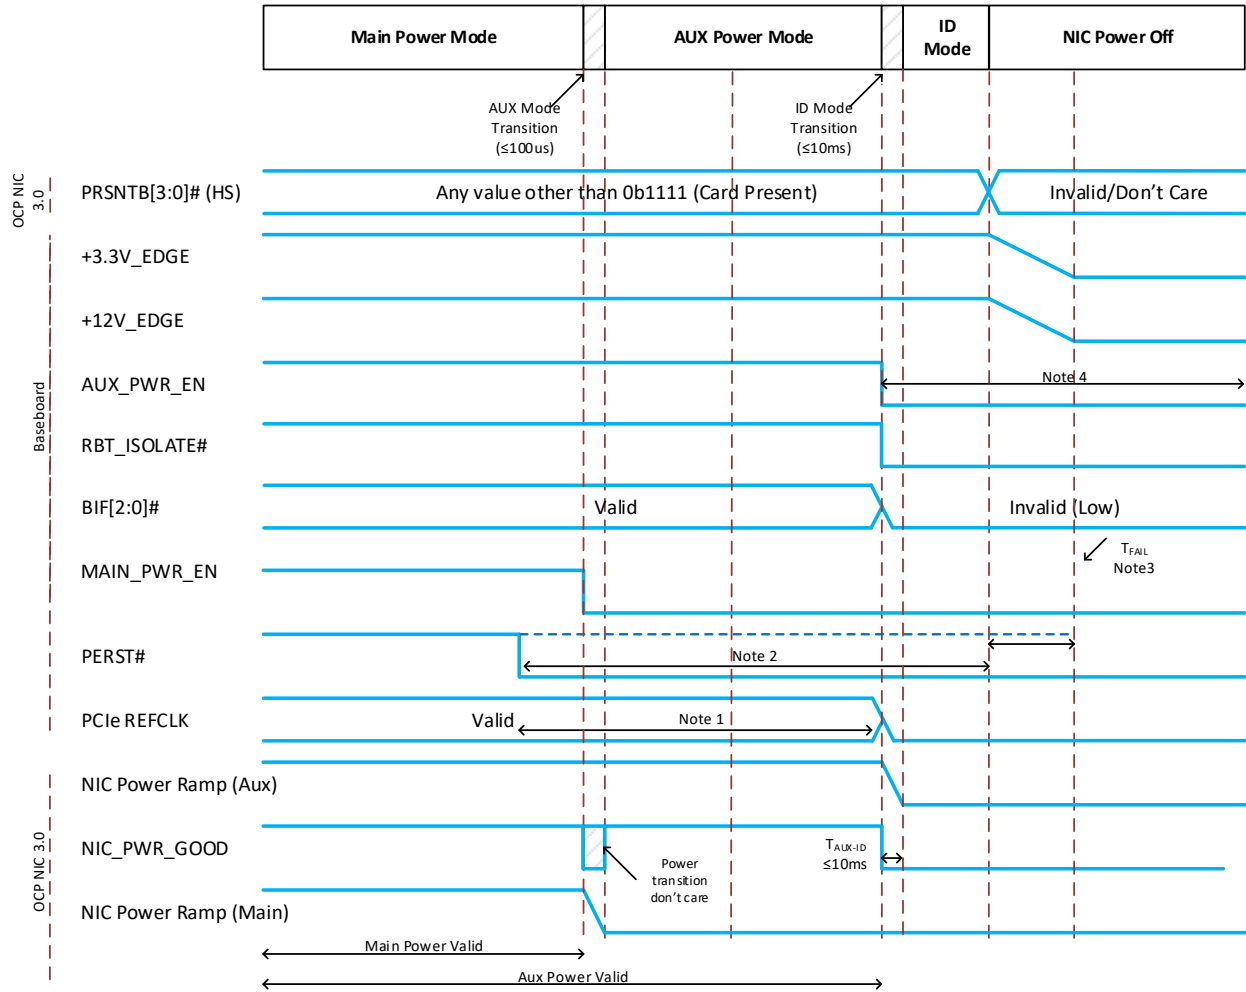 Main Power Mode
AUX Power Mode
ID
Mode
NIC Power Off
AUX Mode
Transition
(≤100us)
ID Mode
Transition
(≤10ms)
OCP NIC
3.0
PRSNTB[3:0]# (HS)
Any value other than 0b1111 (Card Present)
Invalid/Don't Care
Baseboard
+3.3V_EDGE
+12V_EDGE
AUX_PWR_EN
Note 4
RBT_ISOLATE#
BIF[2:0]#
Valid
Invalid (Low)
TFAIL
Note3
MAIN_PWR_EN
PERST#
Note 2
PCIe REFCLK
Valid
Note 1
OCP NIC 3.0
NIC Power Ramp (Aux)
NIC_PWR_GOOD
Power
transition
don't care
TAUX-ID
≤10ms
NIC Power Ramp (Main)
Main Power Valid
Aux Power Valid